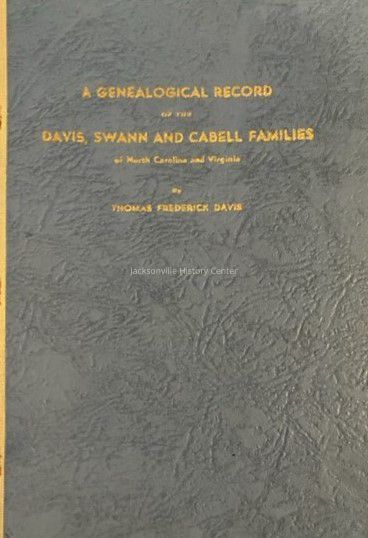 A GENEALOGICAL RECORD
OF THE
DAVIS, SWANN AND CABELL FAMILIES
of North Carolina and Virginia
By
THOMAS FREDERICK DAVIS
Jacksonville History Center